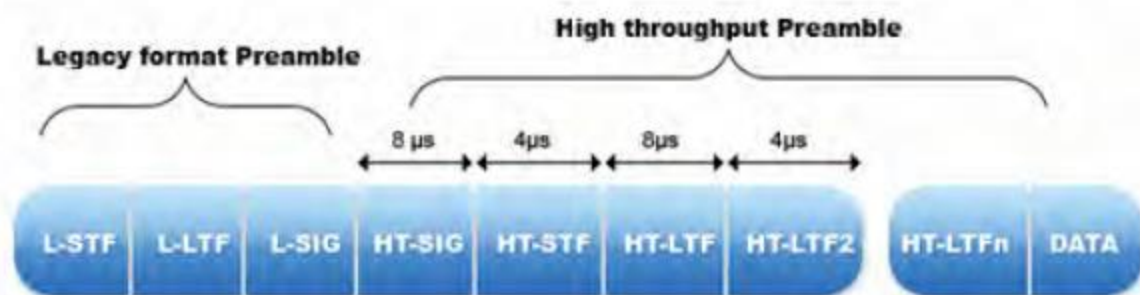 High throughput Preamble
Legacy format Preamble
8 µs 4µs 8µs 4µs
L-STF L-LTF L-SIG HT-SIG HT-STF HT-LTF HT-LTF2 HT-LTFn DATA